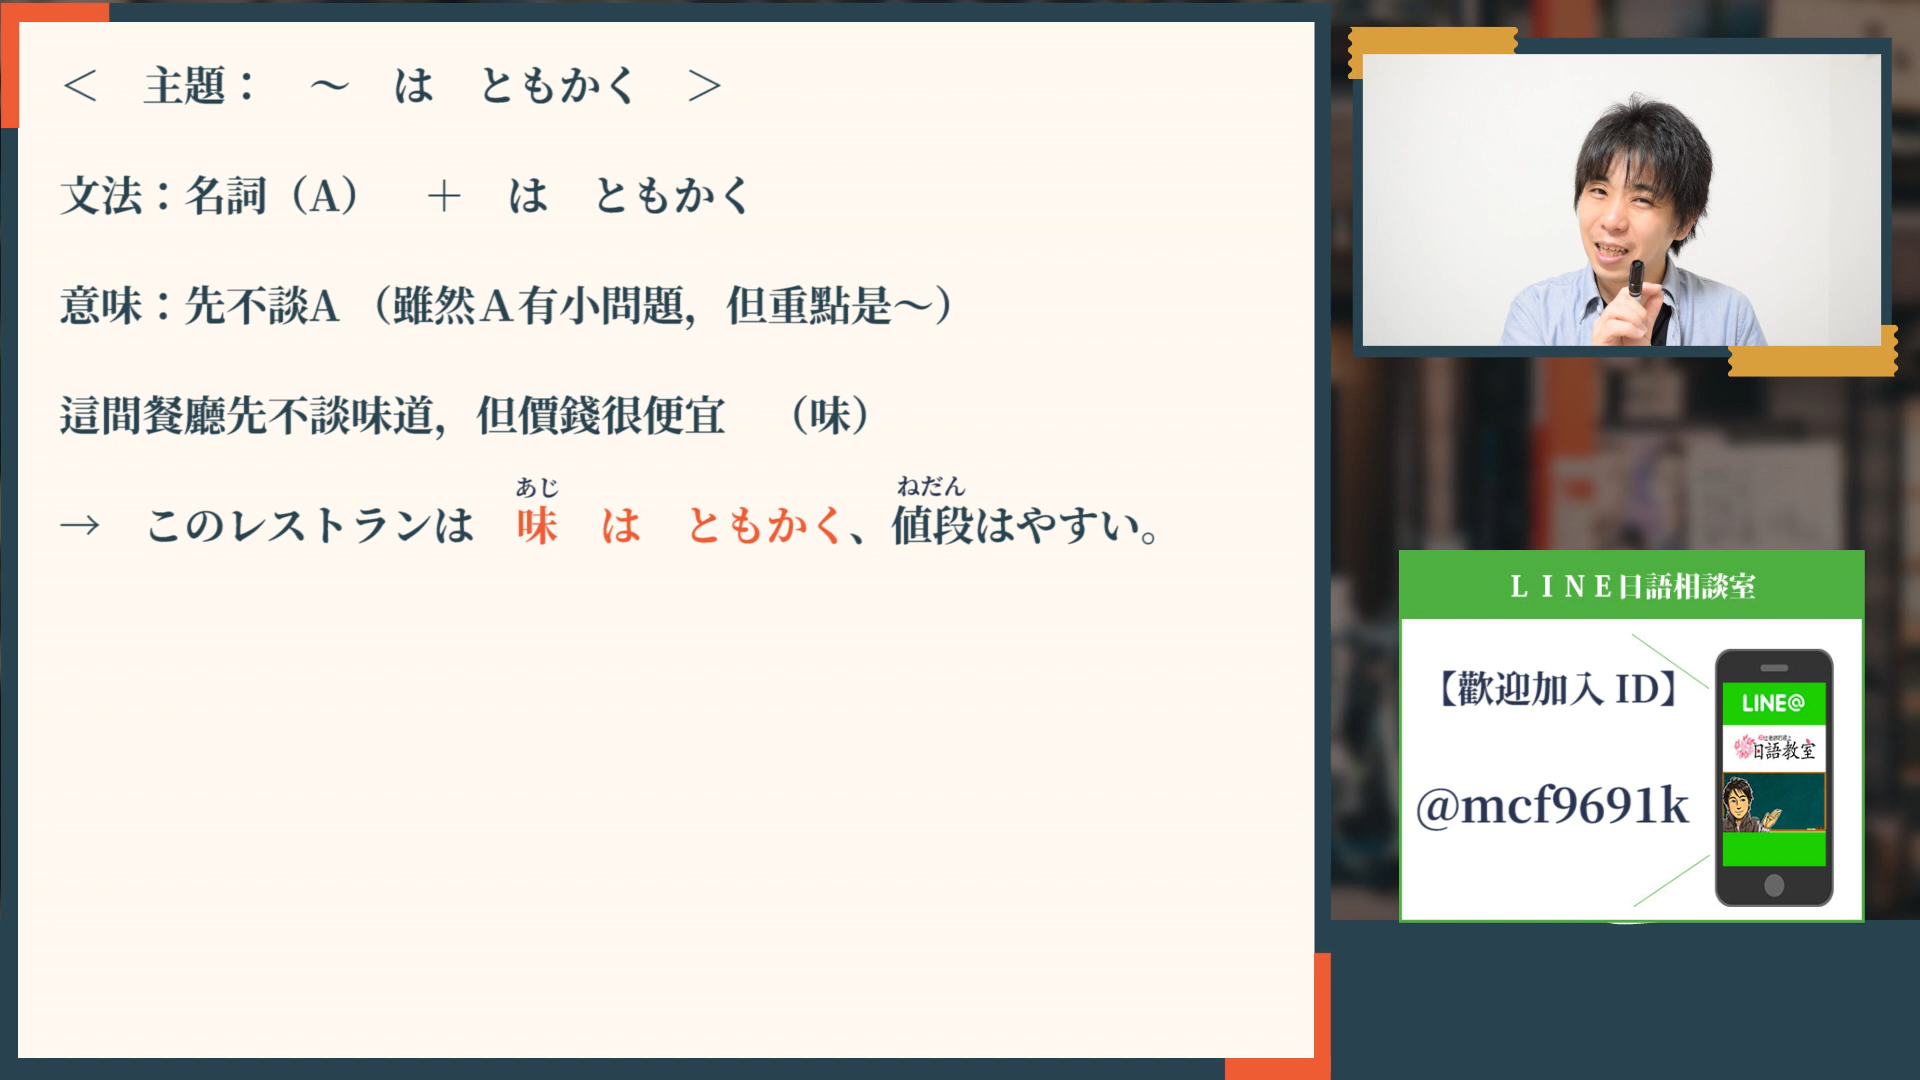 ＜　主題：　～　は　ともかく　＞
文法：名詞（A）　＋　は　ともかく
意味：先不談A （雖然Ａ有小問題，但重點是～）
這間餐廳先不談味道，但價錢很便宜　（味）
あじ　ねだん
→　このレストランは　味　は　ともかく、値段はやすい。
ＬＩＮＥ日語相談室
【歡迎加入 ID】
@mcf9691k
LINE@
日語教室